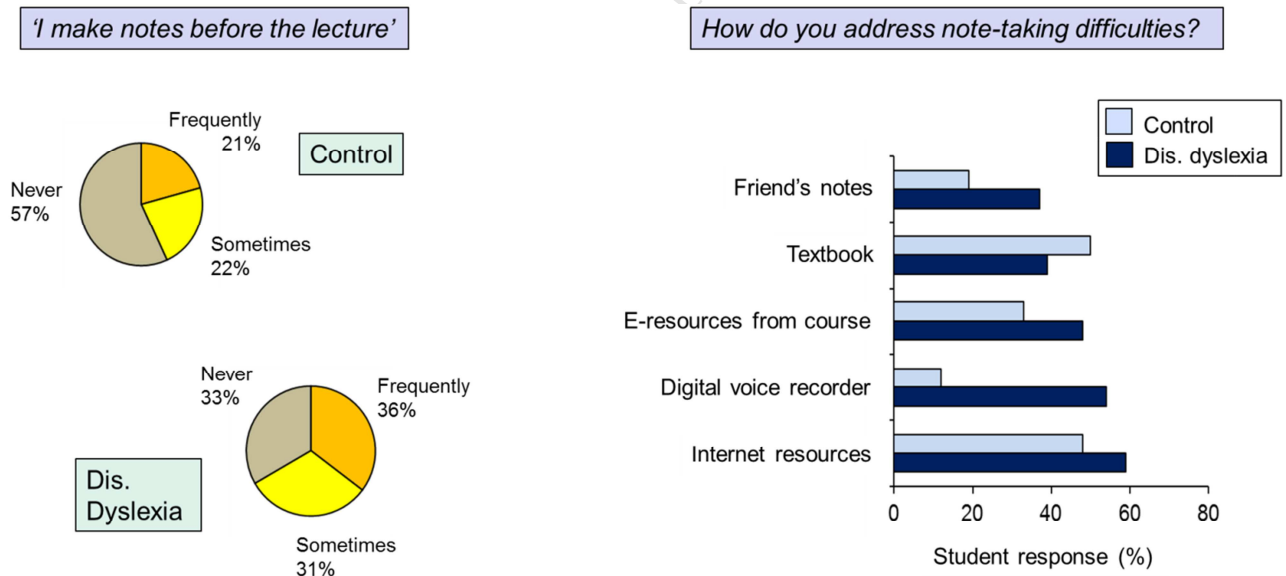 ‘I make notes before the lecture’
Frequently
21%
Control
Never
57%
Sometimes
22%
Never
33%
Frequently
36%
Dis.
Dyslexia
Sometimes
31%
How do you address note-taking difficulties?
Control
Dis. dyslexia
Friend’s notes
Textbook
E-resources from course
Digital voice recorder
Internet resources
0 20 40 60 80
Student response (%)